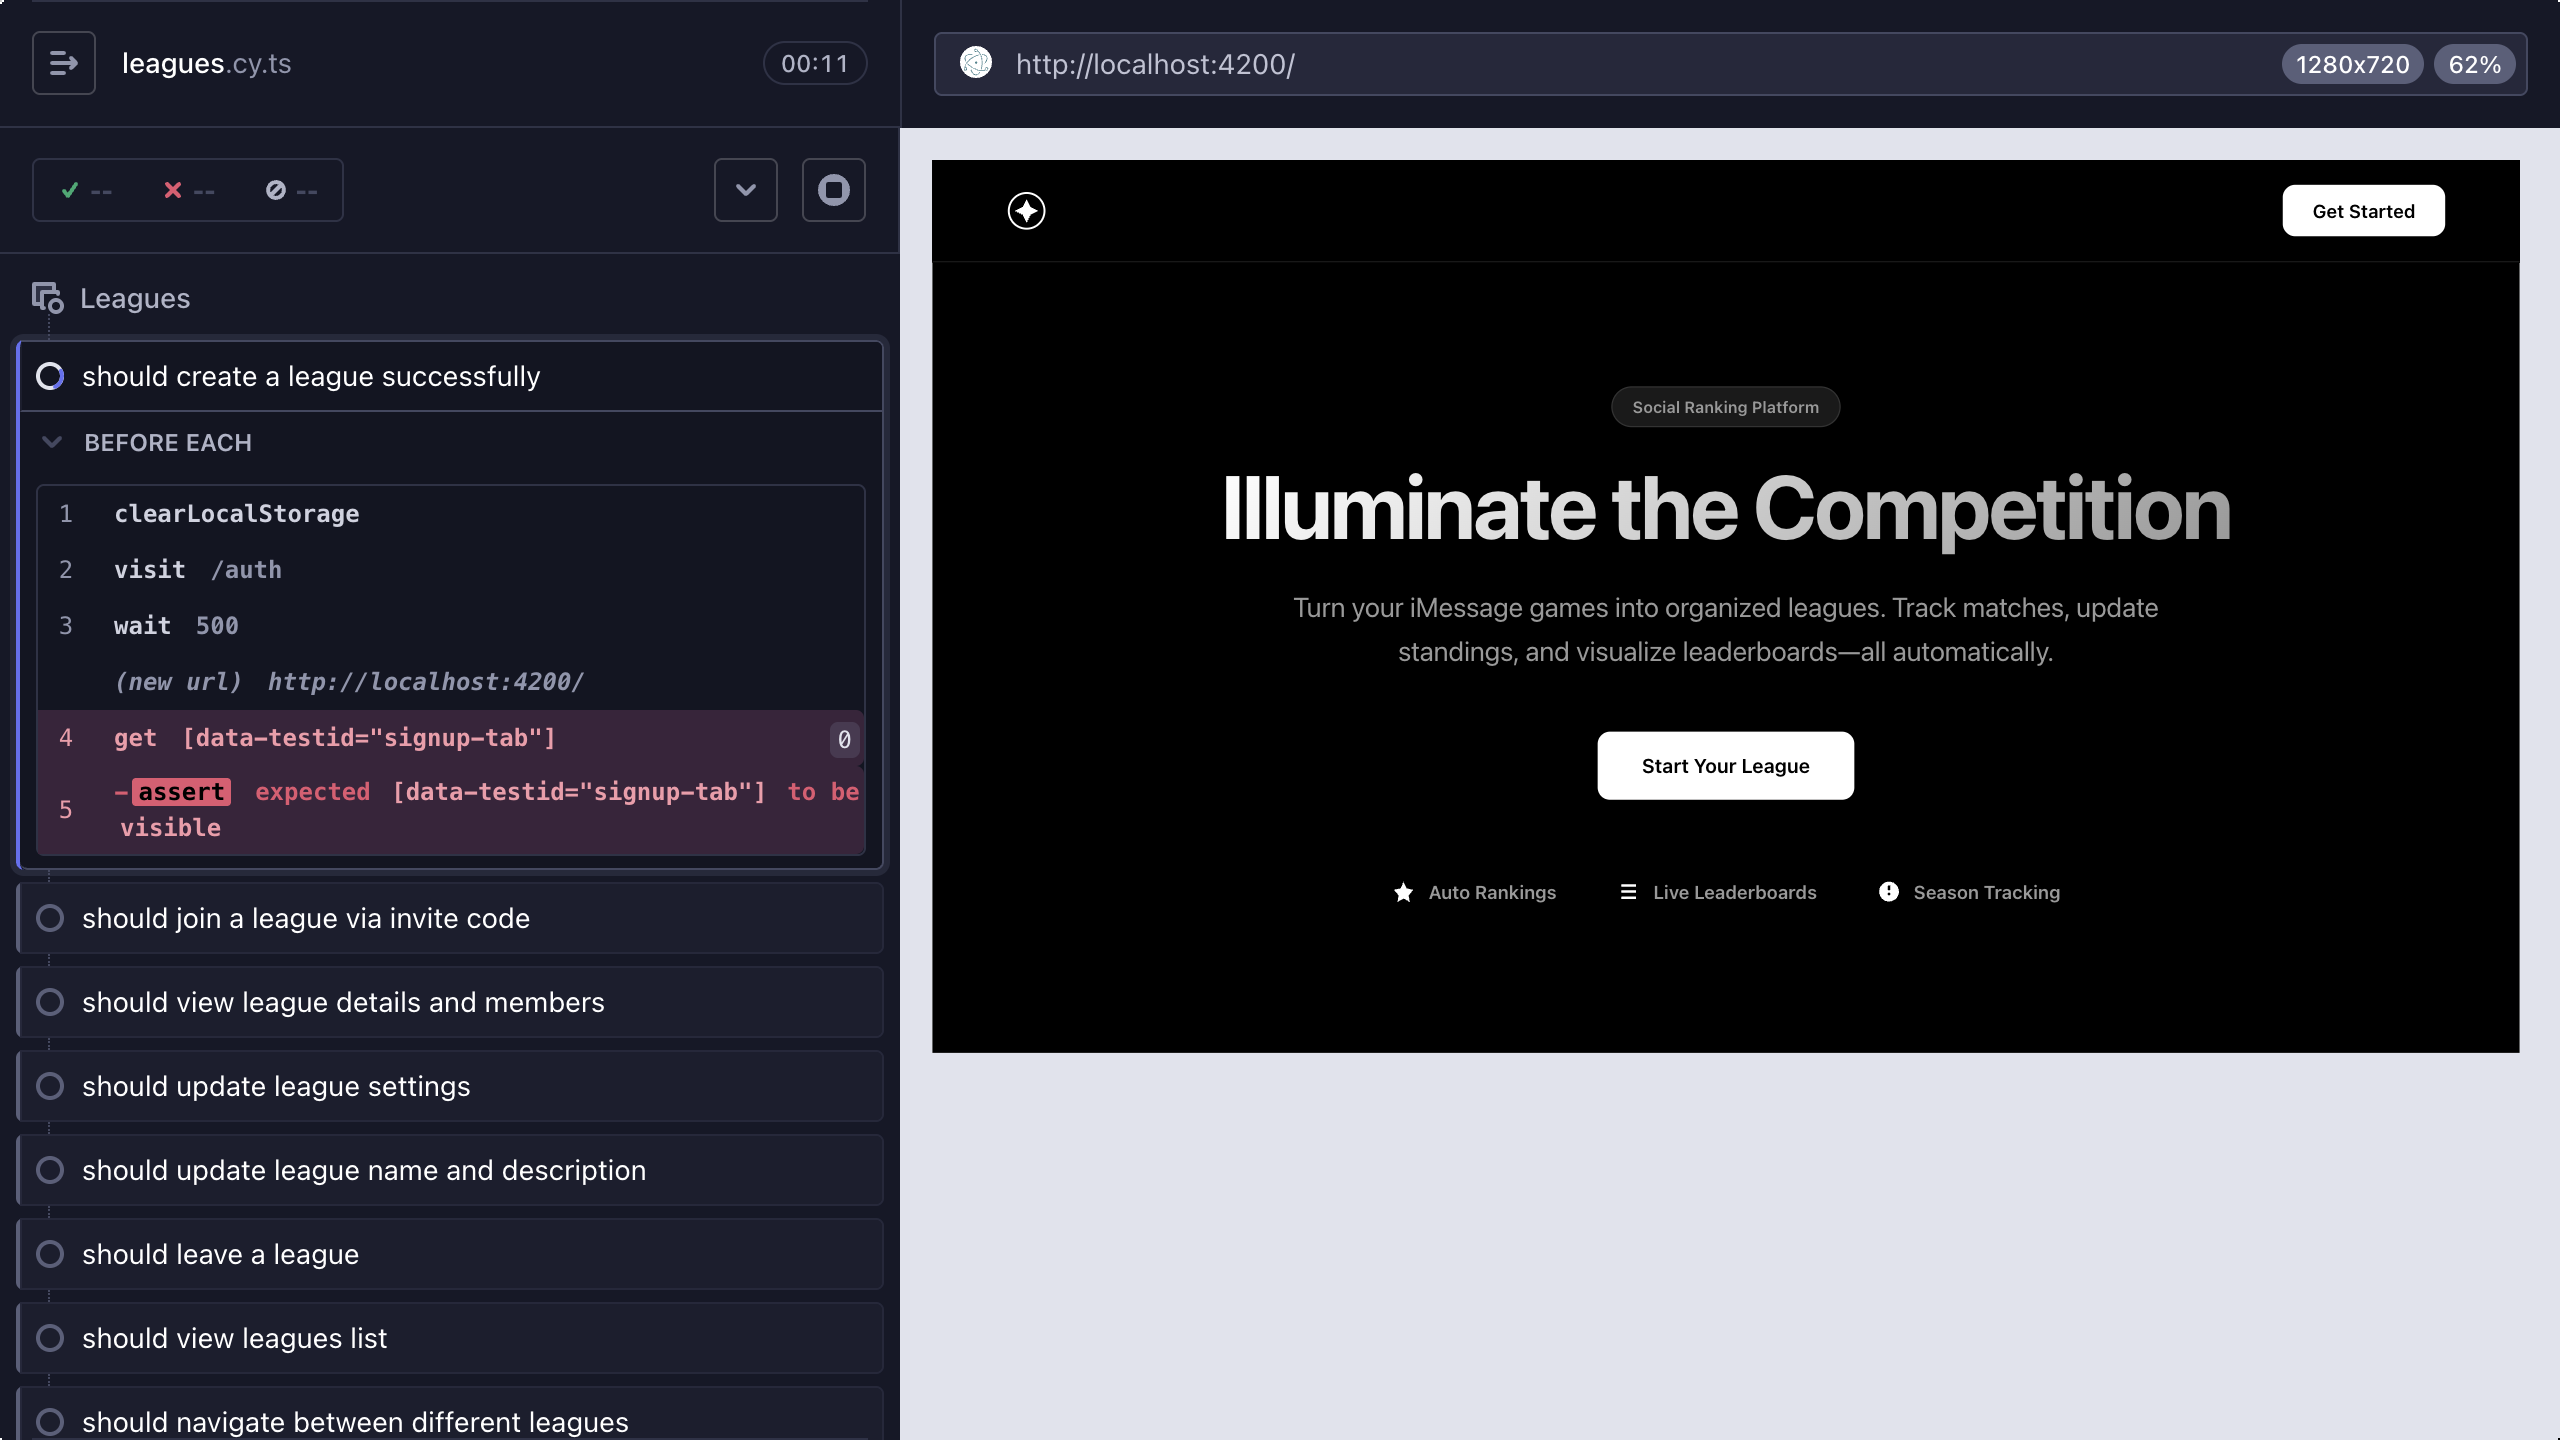 leagues.cy.ts
00:11
--
--
--
Leagues
should create a league successfully
BEFORE EACH
1 clearLocalStorage
2 visit /auth
3 wait 500
(new url) http://localhost:4200/
4 get [data-testid="signup-tab"] 0
5 -assert expected [data-testid="signup-tab"] to be
visible
should join a league via invite code
should view league details and members
should update league settings
should update league name and description
should leave a league
should view leagues list
should navigate between different leagues
http://localhost:4200/
1280x720
62%
Get Started
Social Ranking Platform
Illuminate the Competition
Turn your iMessage games into organized leagues. Track matches, update
standings, and visualize leaderboards—all automatically.
Start Your League
Auto Rankings
Live Leaderboards
Season Tracking